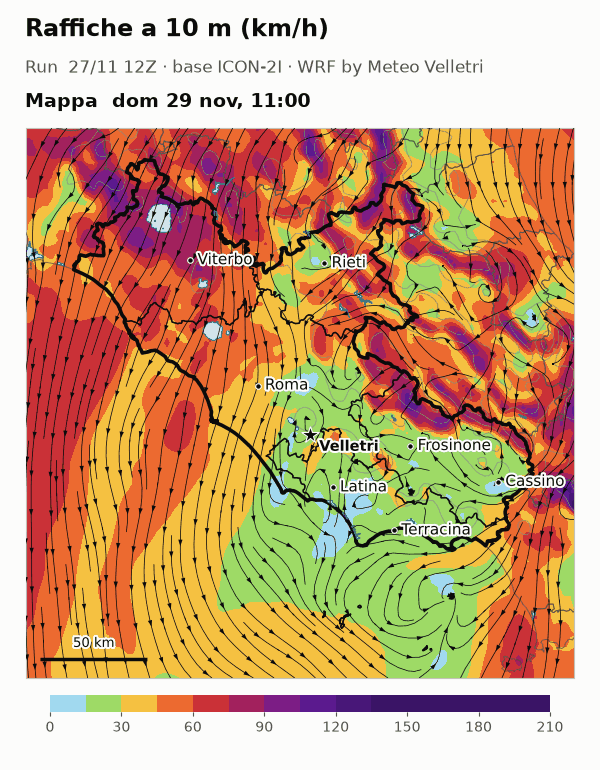 Raffiche a 10 m (km/h)
Run 27/11 12Z · base ICON-2I · WRF by Meteo Velletri
Mappa dom 29 nov, 11:00
Viterbo
Rieti
Roma
Velletri
Frosinone
Latina
Cassino
Terracina
50 km
0 30 60 90 120 150 180 210